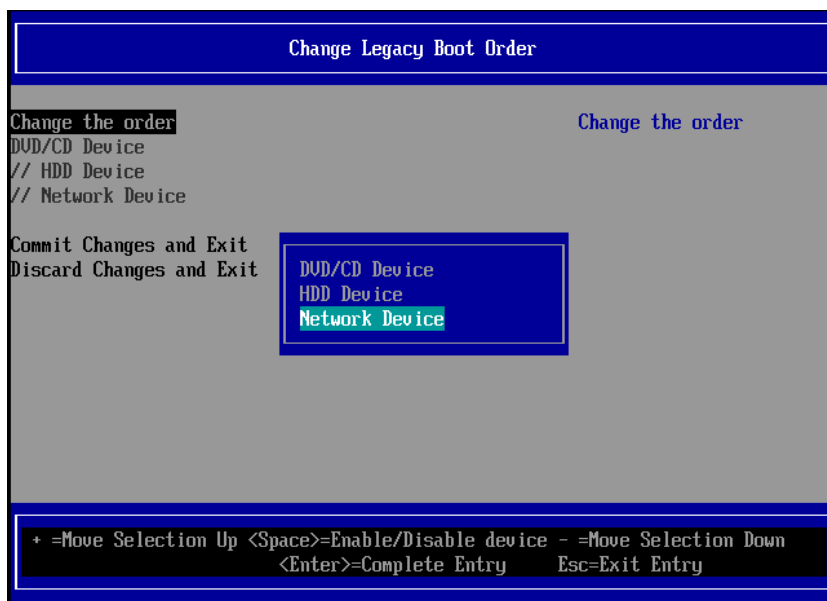 Change Legacy Boot Order
Change the order
Change the order
DVD/CD Device
// HDD Device
// Network Device
Commit Changes and Exit
Discard Changes and Exit
DVD/CD Device
HDD Device
Network Device
+ =Move Selection Up <Space>=Enable/Disable device - =Move Selection Down
<Enter>=Complete Entry Esc=Exit Entry